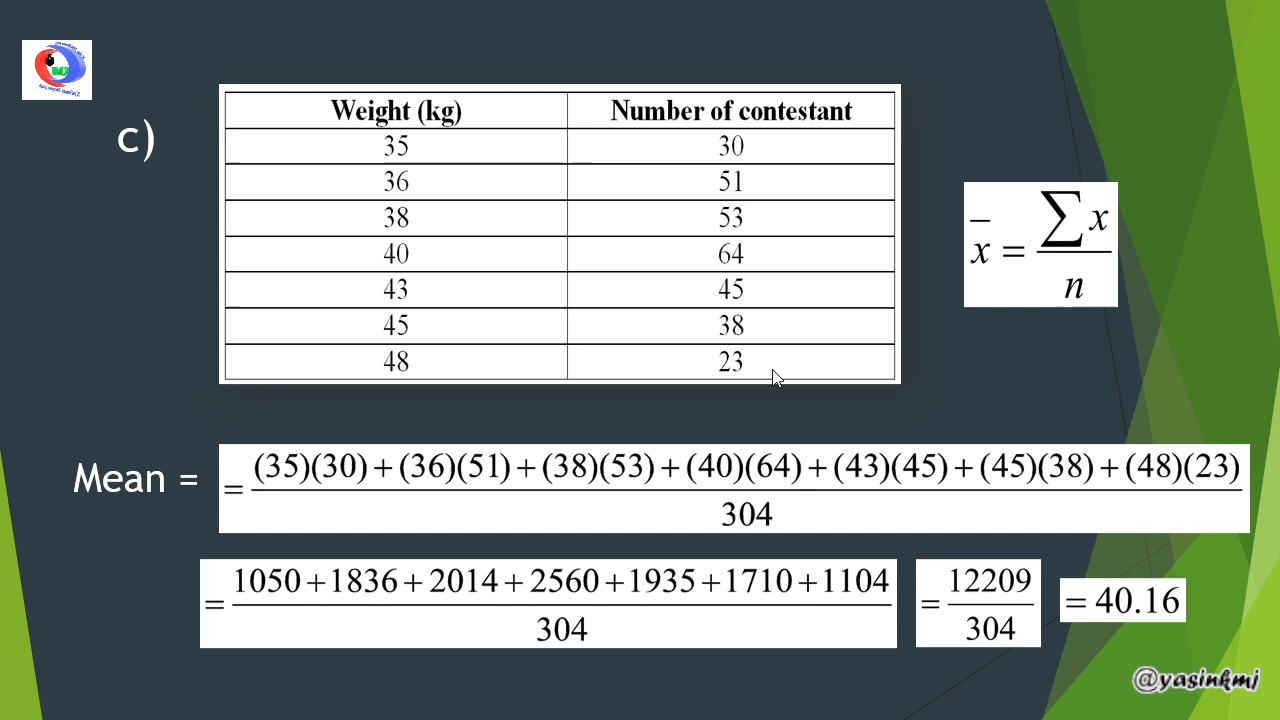 c)
Weight (kg) Number of contestant
35 30
36 51
38 53
40 64
43 45
45 38
48 23
x̄ = ∑x / n
Mean = = (35)(30) + (36)(51) + (38)(53) + (40)(64) + (43)(45) + (45)(38) + (48)(23) / 304
= 1050 + 1836 + 2014 + 2560 + 1935 + 1710 + 1104 / 304 = 12209 / 304 = 40.16
@yasinkmj